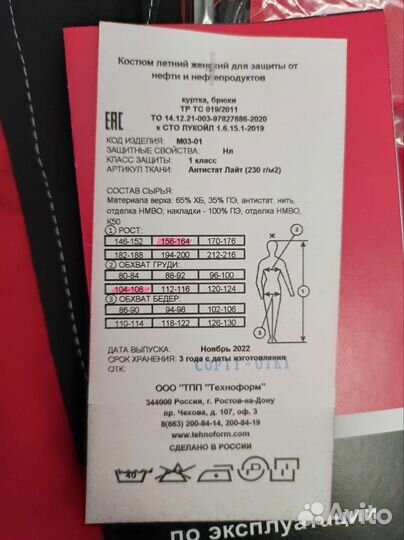 Костюм летний женский для защиты от
нефти и нефтепродуктов
куртка, брюки
ТР ТС 019/2011
ЕАС
ТО 14.12.21-003-97827686-2020
к СТО ЛУКОЙЛ 1.6.15.1-2019
КОД ИЗДЕЛИЯ: М03-01
ЗАЩИТНЫЕ СВОЙСТВА: Нл
КЛАСС ЗАЩИТЫ: 1 класс
АРТИКУЛ ТКАНИ: Антистат Лайт (230 г/м2)
СОСТАВ СЫРЬЯ:
Материала верха: 65% ХБ, 35% ПЭ, антистат. нить,
отделка НМВО; накладки - 100% ПЭ, отделка НМВО,
К50
1 РОСТ:
146-152 158-164 170-176
182-188 194-200 212-216
2 ОБХВАТ ГРУДИ:
80-84 88-92 96-100
104-108 112-116 120-124
3 ОБХВАТ БЕДЕР:
86-90 94-98 102-106
110-114 118-122 126-130
ж
2
1
3
ДАТА ВЫПУСКА: Ноябрь 2022
СРОК ХРАНЕНИЯ: 3 года с даты изготовления
ОТК:
ООО "ТПП "Техноформ"
344000 Россия, г. Ростов-на-Дону
пр. Чехова, д. 107, оф. 3
8(863) 200-84-14, 200-84-19
www.tehnoform.com
СДЕЛАНО В РОССИИ
40
Avito
по эксплуатации